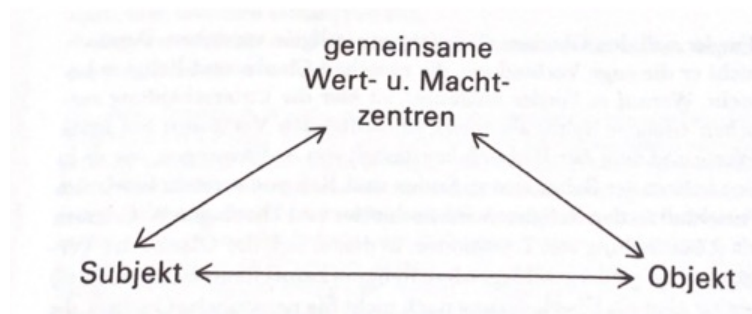 gemeinsame
Wert- u. Macht-
zentren
Subjekt
Objekt